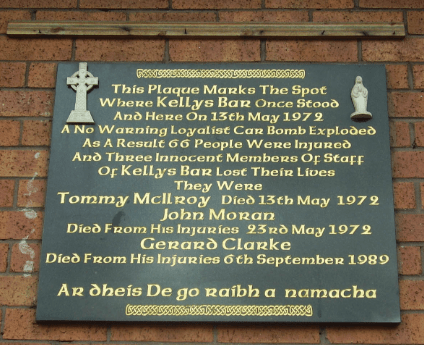 This Plaque Marks The Spot
Where Kellys Bar Once Stood
And Here On 13th May 1972
A No Warning Loyalist Car Bomb Exploded
As A Result 66 People Were Injured
And Three Innocent Members Of Staff
Of Kellys Bar Lost Their Lives
They Were
Tommy McIlroy Died 13th May 1972
John Moran
Died From His Injuries 23rd May 1972
Gerard Clarke
Died From His Injuries 6th September 1989
Ar dheis De go raibh a namacha